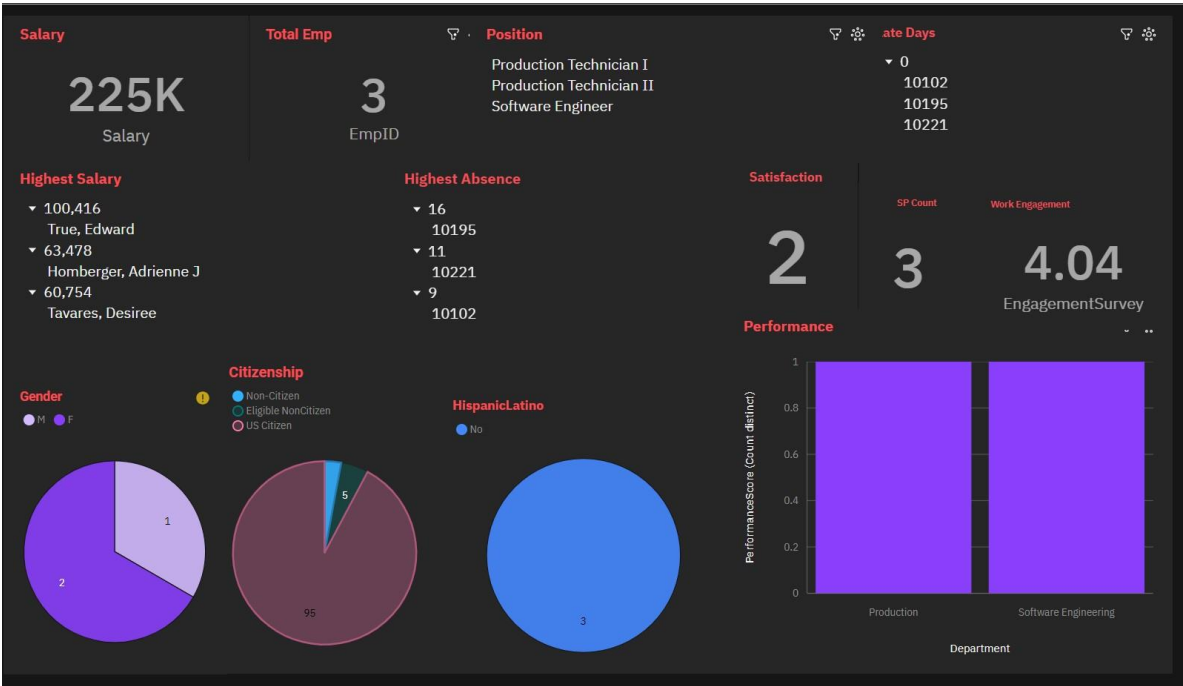 Salary
225K
Salary
Total Emp
3
EmpID
Position
Production Technician I
Production Technician II
Software Engineer
ate Days
0
10102
10195
10221
Highest Salary
100,416
True, Edward
63,478
Homberger, Adrienne J
60,754
Tavares, Desiree
Highest Absence
16
10195
11
10221
9
10102
Satisfaction
2
SP Count
3
Work Engagement
4.04
EngagementSurvey
Gender
M F
1
2
Citizenship
Non-Citizen
Eligible NonCitizen
US Citizen
5
95
HispanicLatino
No
3
Performance
PerformanceScore (Count distinct)
1
0.8
0.6
0.4
0.2
0
Production Software Engineering
Department